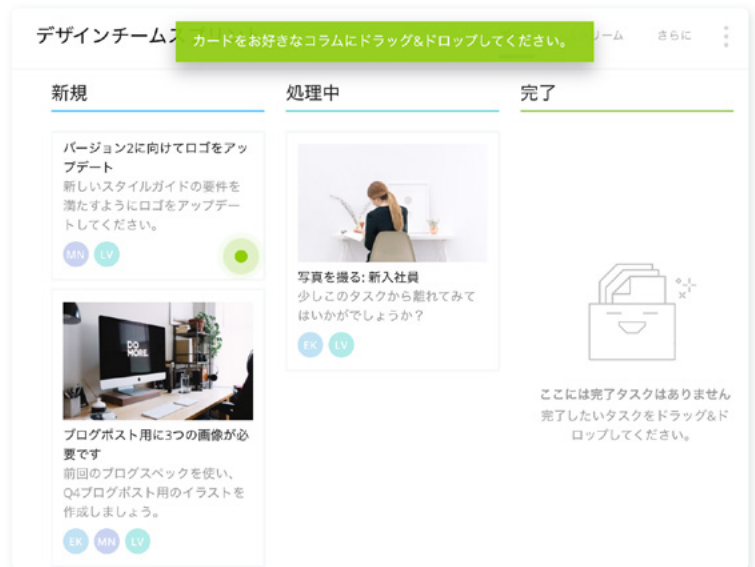 デザインチームス
カードをお好きなコラムにドラッグ&ドロップしてください。
リーム
さらに
新規
バージョン2に向けてロゴをアッ
プデート
新しいスタイルガイドの要件を
満たすようにロゴをアップデー
トしてください。
MN LV
DO
MORE.
ブログポスト用に3つの画像が必
要です
前回のブログスペックを使い、
Q4ブログポスト用のイラストを
作成しましょう。
EK MN LV
処理中
写真を撮る: 新入社員
少しこのタスクから離れてみて
はいかがでしょうか？
EK LV
完了
ここには完了タスクはありません
完了したいタスクをドラッグ&ド
ロップしてください。